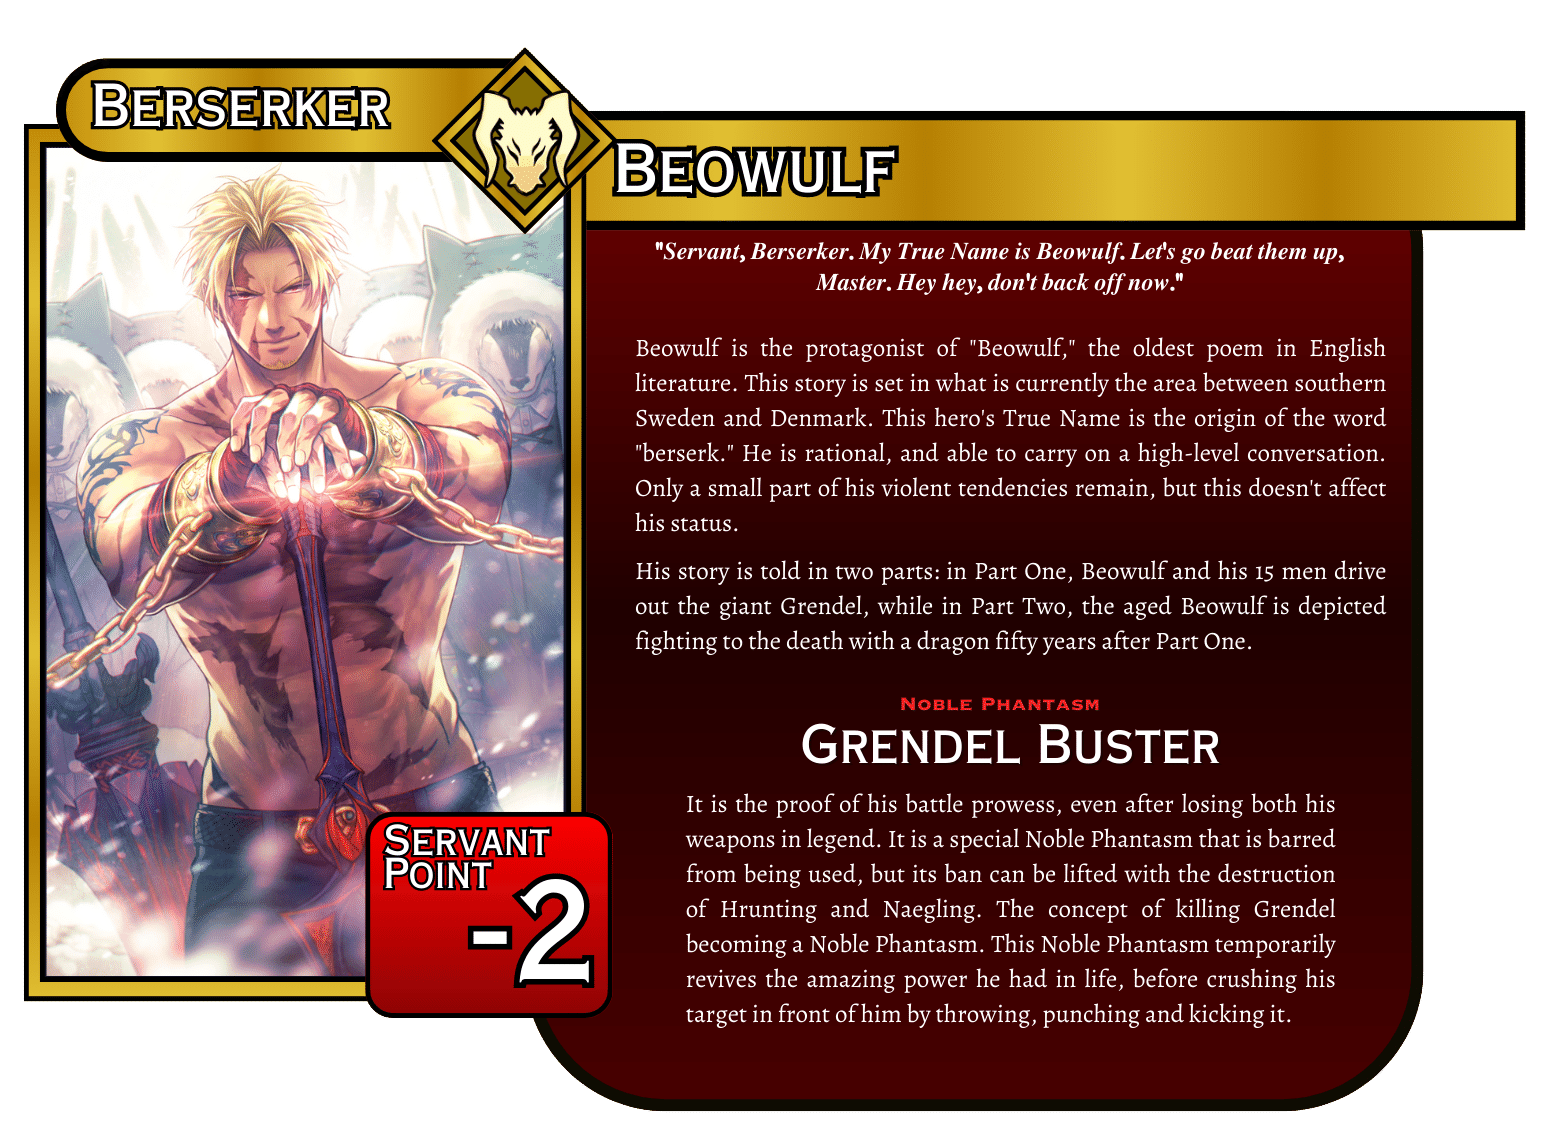 BERSERKER
BEOWULF
"Servant, Berserker. My True Name is Beowulf. Let's go beat them up,
Master. Hey hey, don't back off now."
Beowulf is the protagonist of "Beowulf," the oldest poem in English
literature. This story is set in what is currently the area between southern
Sweden and Denmark. This hero's True Name is the origin of the word
"berserk." He is rational, and able to carry on a high-level conversation.
Only a small part of his violent tendencies remain, but this doesn't affect
his status.
His story is told in two parts: in Part One, Beowulf and his 15 men drive
out the giant Grendel, while in Part Two, the aged Beowulf is depicted
fighting to the death with a dragon fifty years after Part One.
NOBLE PHANTASM
GRENDEL BUSTER
It is the proof of his battle prowess, even after losing both his
weapons in legend. It is a special Noble Phantasm that is barred
from being used, but its ban can be lifted with the destruction
of Hrunting and Naegling. The concept of killing Grendel
becoming a Noble Phantasm. This Noble Phantasm temporarily
revives the amazing power he had in life, before crushing his
target in front of him by throwing, punching and kicking it.
SERVANT
POINT
-2